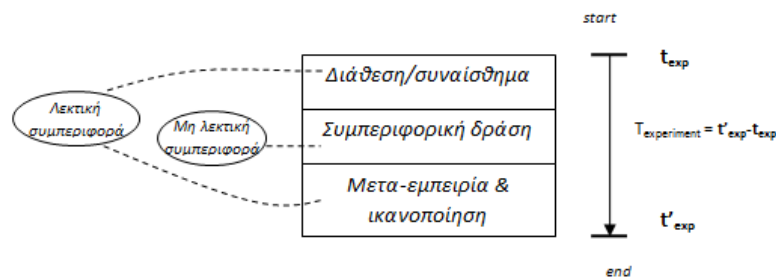 start
Διάθεση/συναίσθημα
t_exp
Λεκτική
συμπεριφορά
Μη λεκτική
συμπεριφορά
Συμπεριφορική δράση
T_experiment = t'_exp-t_exp
Μετα-εμπειρία &
ικανοποίηση
t'_exp
end